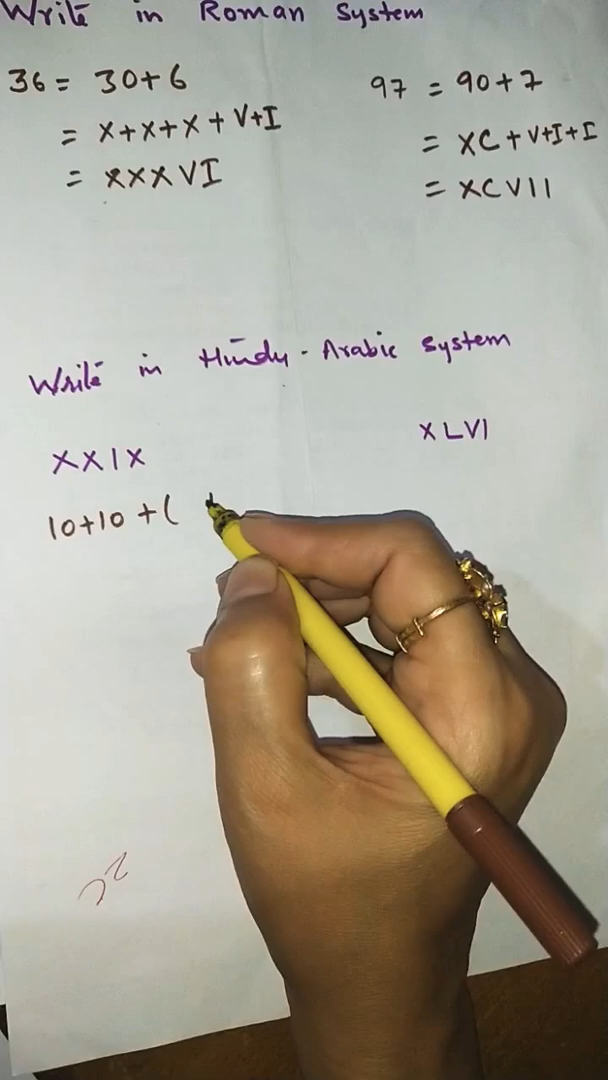 Write in Roman System
36 = 30+6
= X+X+X+V+I
= XXXVI
97 = 90+7
= XC+V+I+I
= XCVII
Write in Hindu-Arabic System
XXIX
10+10+(
XLVI